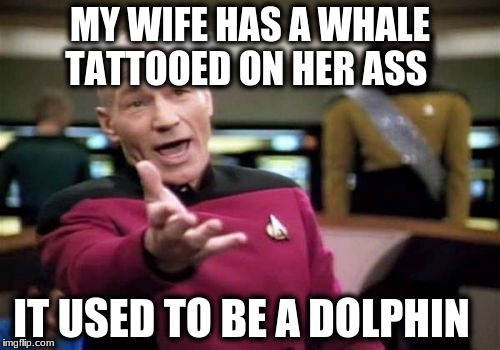 MY WIFE HAS A WHALE
TATTOOED ON HER ASS
IT USED TO BE A DOLPHIN
imgflip.com